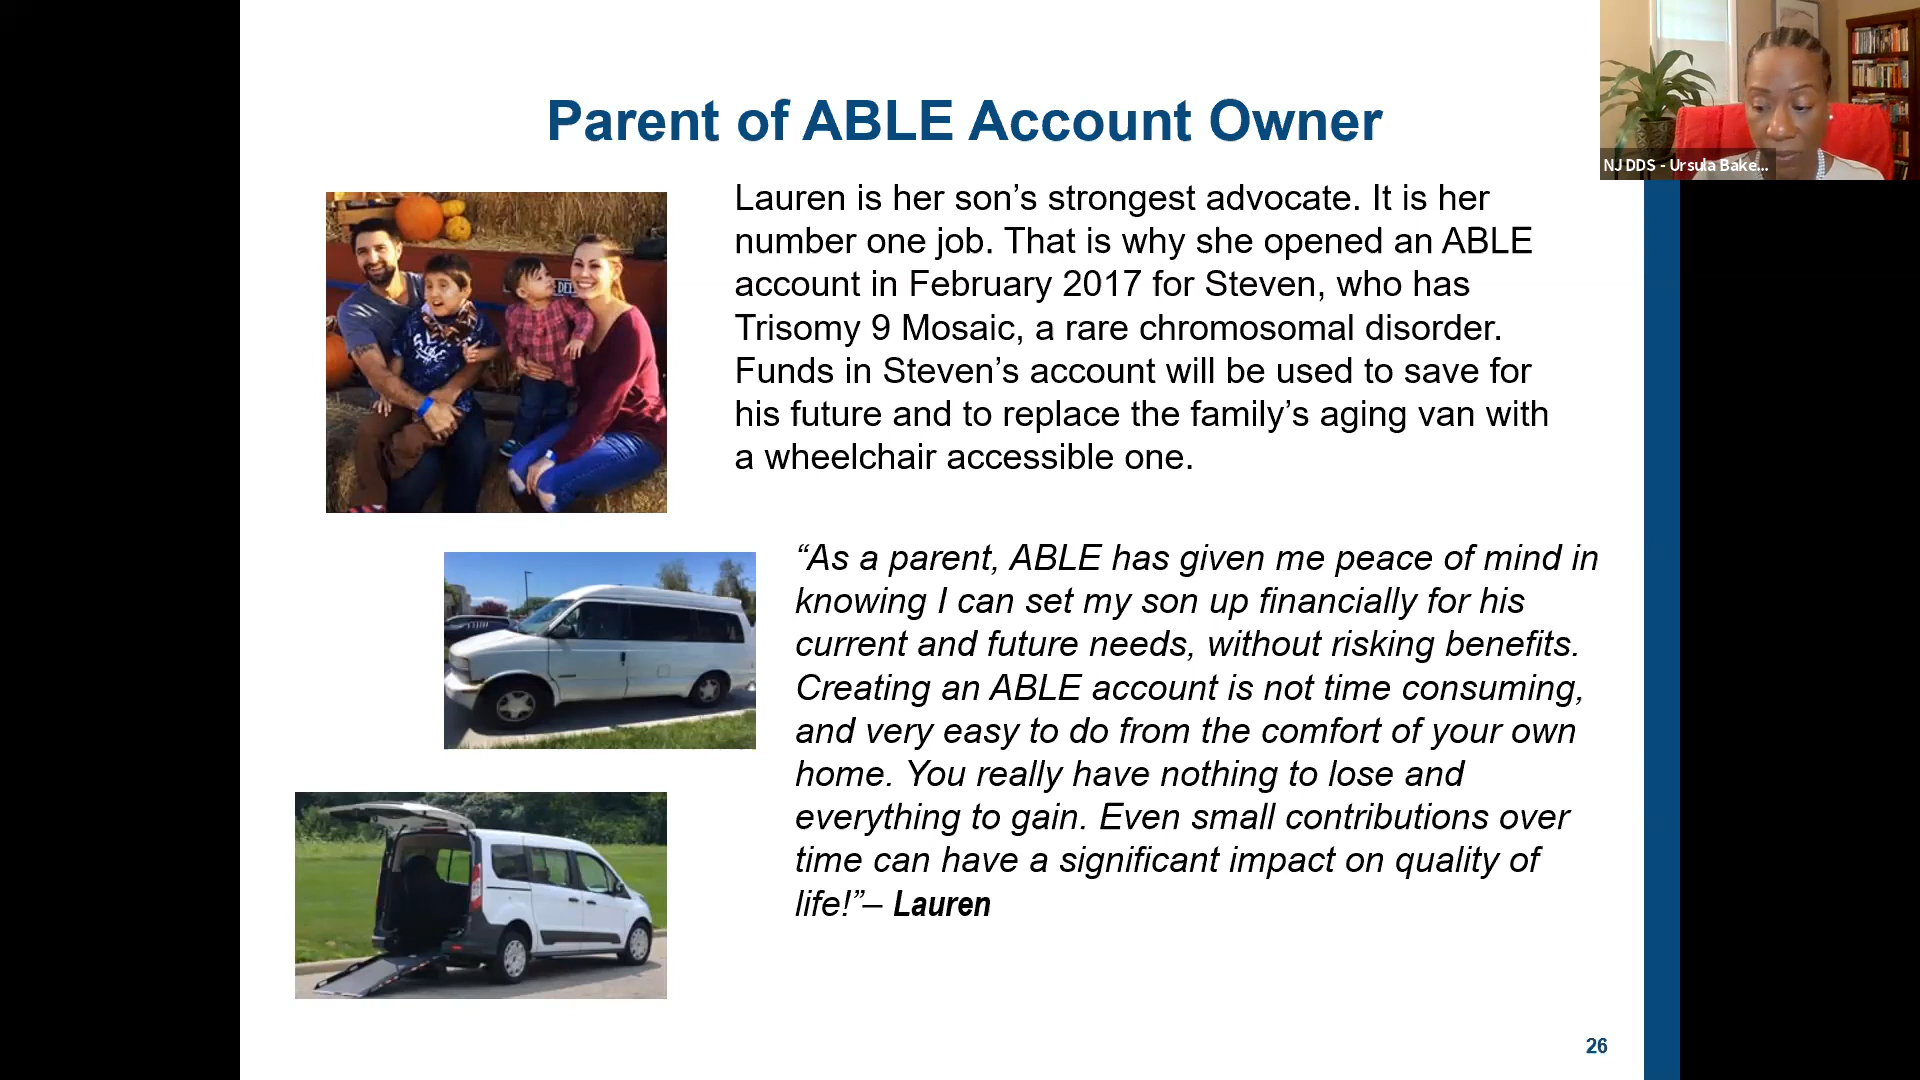 Parent of ABLE Account Owner
NJ DDS - Ursula Bake...
Lauren is her son’s strongest advocate. It is her
number one job. That is why she opened an ABLE
account in February 2017 for Steven, who has
Trisomy 9 Mosaic, a rare chromosomal disorder.
Funds in Steven’s account will be used to save for
his future and to replace the family’s aging van with
a wheelchair accessible one.
“As a parent, ABLE has given me peace of mind in
knowing I can set my son up financially for his
current and future needs, without risking benefits.
Creating an ABLE account is not time consuming,
and very easy to do from the comfort of your own
home. You really have nothing to lose and
everything to gain. Even small contributions over
time can have a significant impact on quality of
life!”– Lauren
26